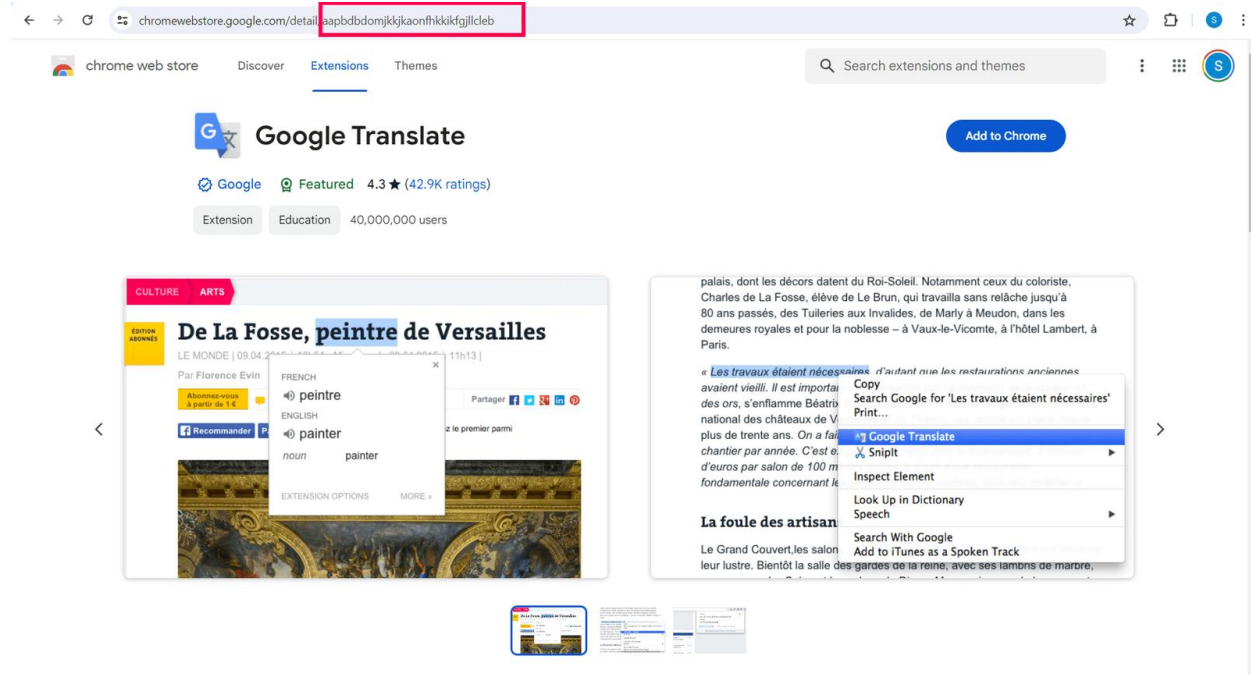 chromewebstore.google.com/detail/aapbdbdomjkkjkaonfhkkikfgjllcleb
S
chrome web store Discover Extensions Themes Search extensions and themes S
Google Translate Add to Chrome
Google Featured 4.3 ★ (42.9K ratings)
Extension Education 40,000,000 users
CULTURE ARTS
ÉDITION
ABONNÉS
De La Fosse, peintre de Versailles
LE MONDE | 09.04. 11h13 |
Par Florence Evin
Abonnez-vous
à partir de 1 €
Partager
Recommander
z le premier parmi
×
FRENCH
peintre
ENGLISH
painter
noun painter
EXTENSION OPTIONS MORE »
palais, dont les décors datent du Roi-Soleil. Notamment ceux du coloriste,
Charles de La Fosse, élève de Le Brun, qui travailla sans relâche jusqu'à
80 ans passés, des Tuileries aux Invalides, de Marly à Meudon, dans les
demeures royales et pour la noblesse – à Vaux-le-Vicomte, à l'hôtel Lambert, à
Paris.
« Les travaux étaient nécessaires, d'autant que les restaurations anciennes
avaient vieilli. Il est importa
des ors, s'enflamme Béatrix
national des châteaux de V
plus de trente ans. On a fai
chantier par année. C'est e
d'euros par salon de 100 m
fondamentale concernant le
La foule des artisan
Le Grand Couvert,les salon
leur lustre. Bientôt la salle des gardes de la reine, avec ses lambris de marbre,
Copy
Search Google for 'Les travaux étaient nécessaires'
Print...
Google Translate
SnipIt
Inspect Element
Look Up in Dictionary
Speech
Search With Google
Add to iTunes as a Spoken Track